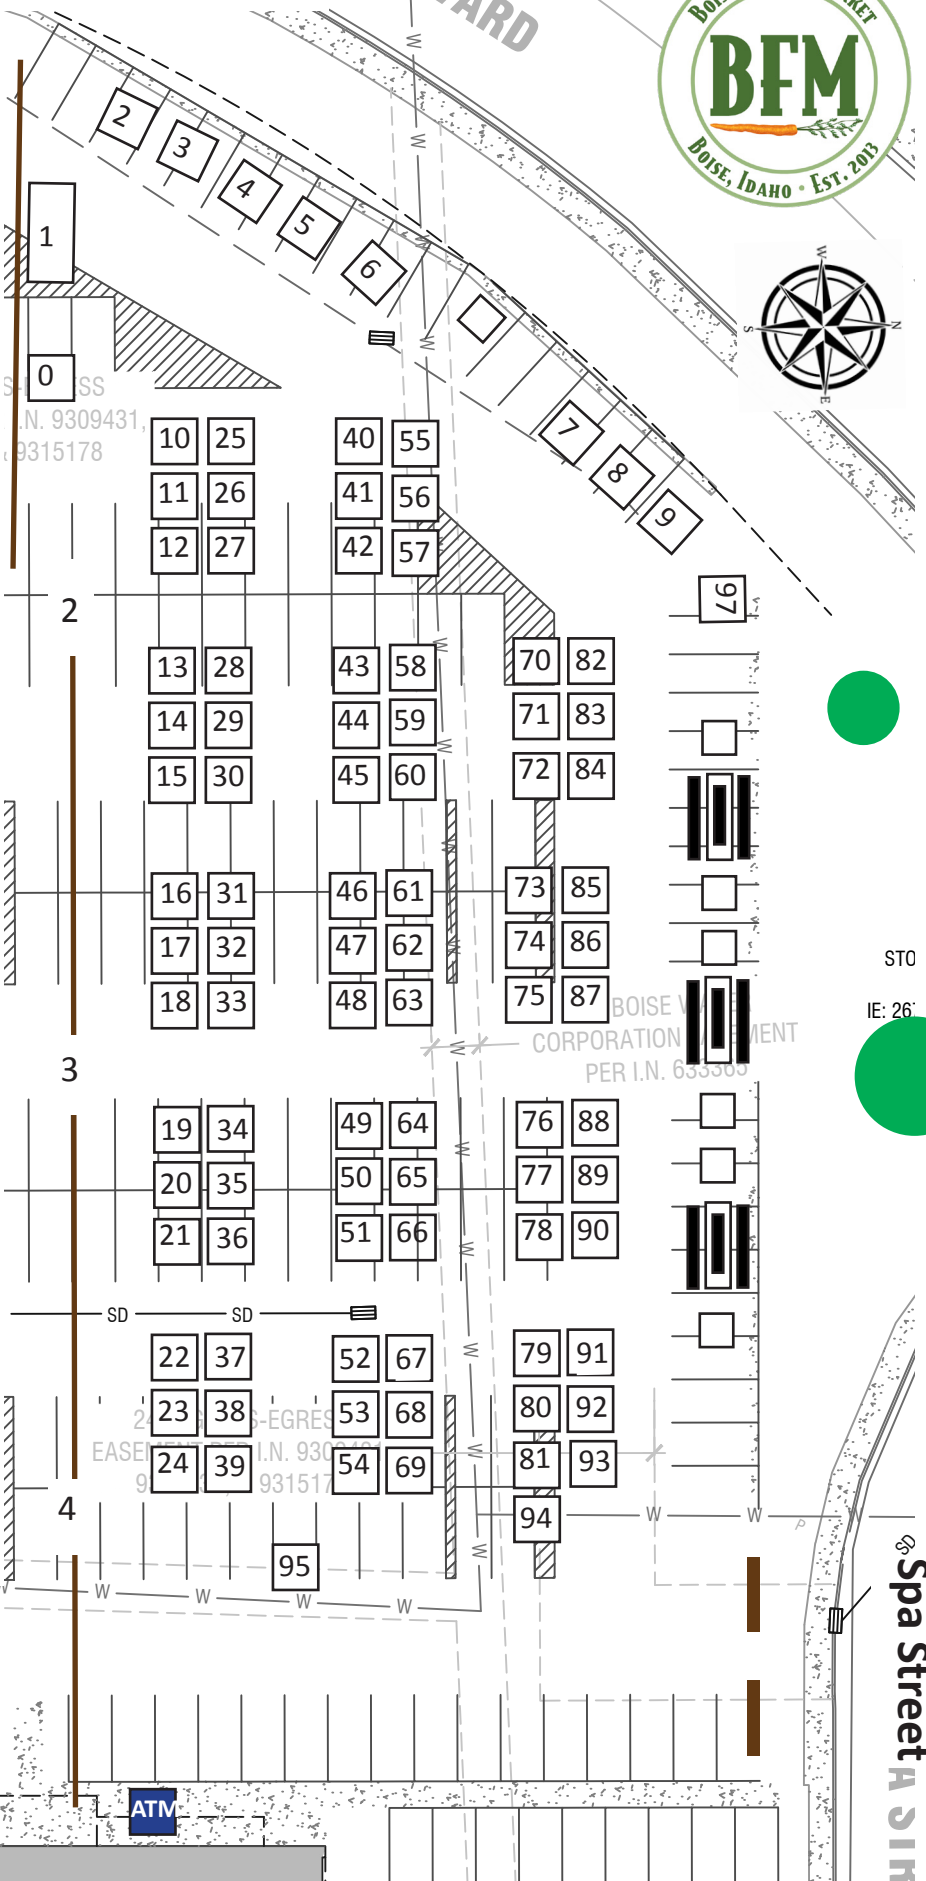 YARD
BFM
BOISE, IDAHO • EST. 2013
W
S
N
E
2
3
4
5
6
7
8
9
1
0
.N. 9309431,
9315178
10 25 40 55
11 26 41 56
12 27 42 57
97
2
13 28 43 58 70 82
14 29 44 59 71 83
15 30 45 60 72 84
16 31 46 61 73 85
17 32 47 62 74 86
18 33 48 63 75 87
STO
IE: 26
BOISE
CORPORATION
PER I.N. 633365
3
19 34 49 64 76 88
20 35 50 65 77 89
21 36 51 66 78 90
SD SD
22 37 52 67 79 91
23 38 53 68 80 92
24 39 54 69 81 93
4
94
95
W W W W
W W
P
SD
Spa Street
ATM